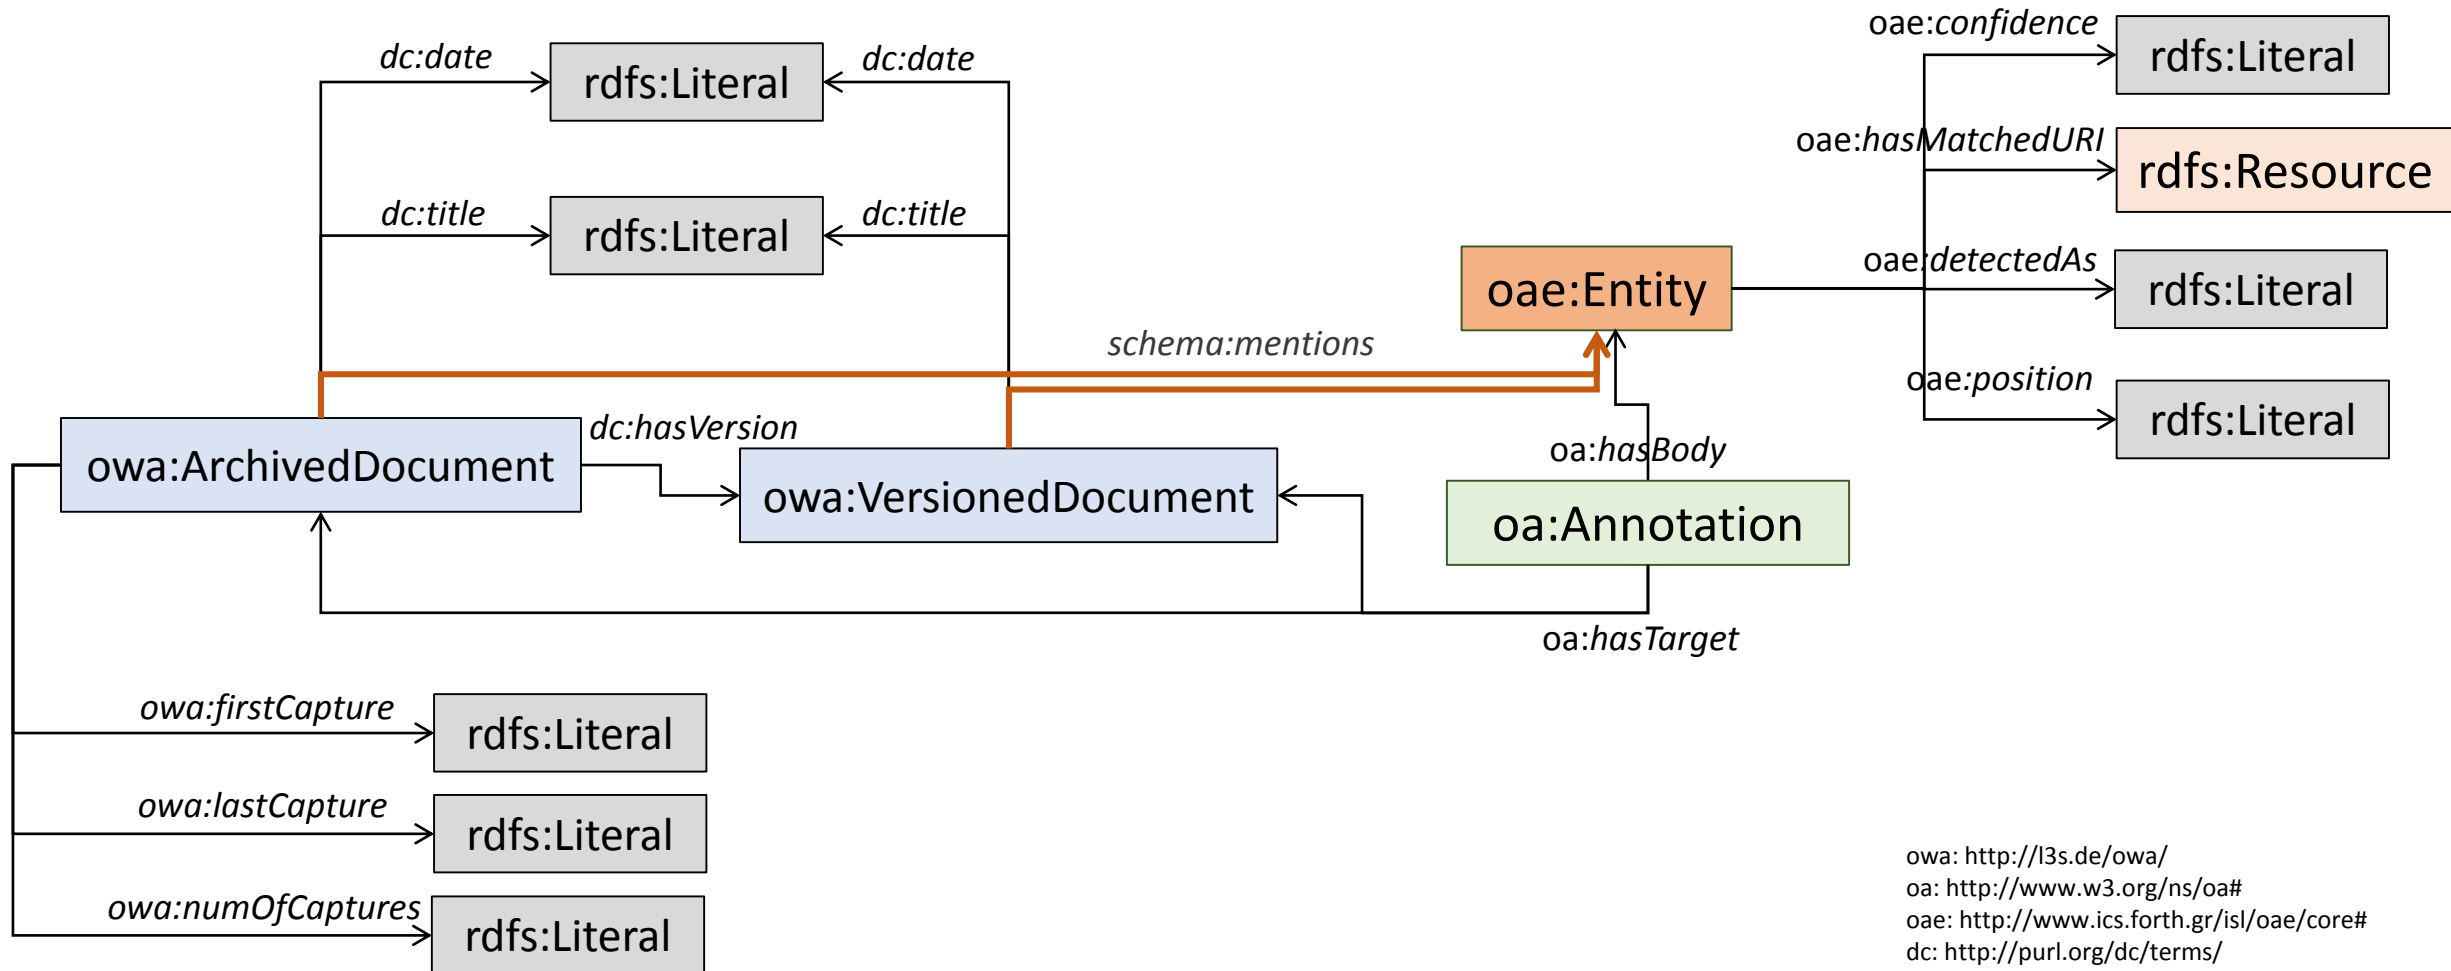 oae:confidence
dc:date
rdfs:Literal
dc:date
rdfs:Literal
oae:hasMatchedURI
rdfs:Resource
dc:title
rdfs:Literal
dc:title
oae:detectedAs
oae:Entity
rdfs:Literal
schema:mentions
oae:position
rdfs:Literal
dc:hasVersion
owa:ArchivedDocument
oa:hasBody
owa:VersionedDocument
oa:Annotation
oa:hasTarget
owa:firstCapture
rdfs:Literal
owa:lastCapture
rdfs:Literal
owa:numOfCaptures
rdfs:Literal
owa: http://l3s.de/owa/
oa: http://www.w3.org/ns/oa#
oae: http://www.ics.forth.gr/isl/oae/core#
dc: http://purl.org/dc/terms/